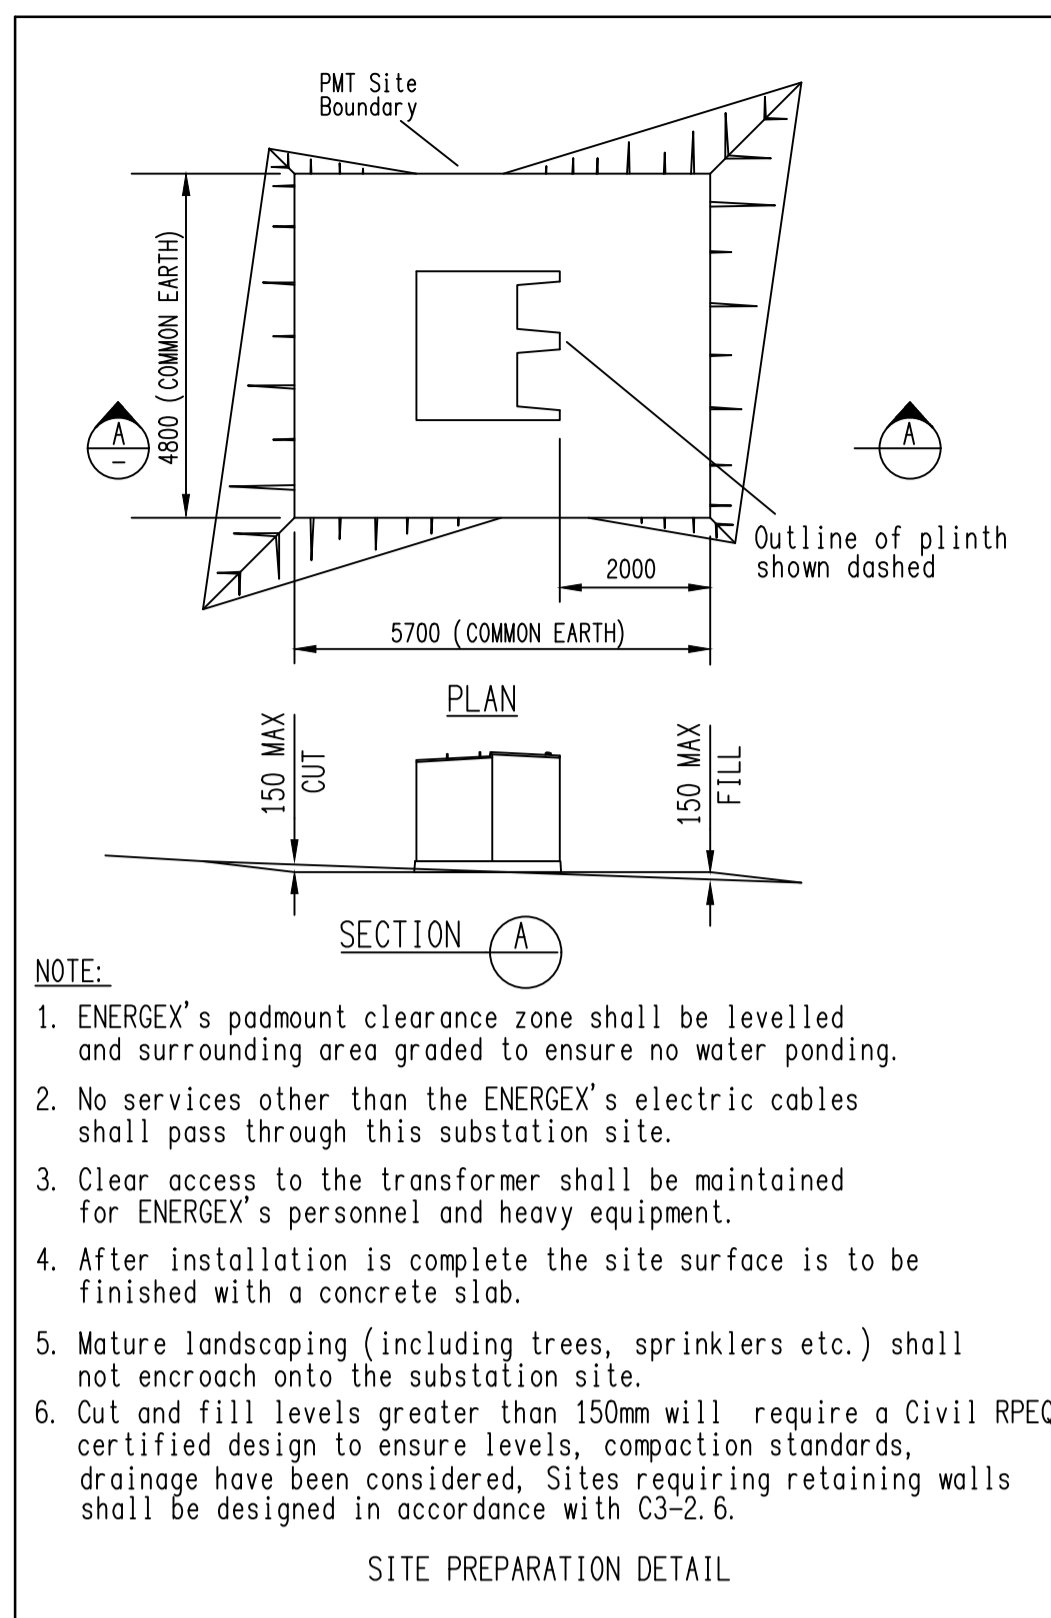 PMT Site
Boundary
4800 (COMMON EARTH)
A
–
A
Outline of plinth
shown dashed
2000
5700 (COMMON EARTH)
PLAN
150 MAX
CUT
150 MAX
FILL
SECTION A
NOTE:
1. ENERGEX's padmount clearance zone shall be levelled
and surrounding area graded to ensure no water ponding.
2. No services other than the ENERGEX's electric cables
shall pass through this substation site.
3. Clear access to the transformer shall be maintained
for ENERGEX's personnel and heavy equipment.
4. After installation is complete the site surface is to be
finished with a concrete slab.
5. Mature landscaping (including trees, sprinklers etc.) shall
not encroach onto the substation site.
6. Cut and fill levels greater than 150mm will require a Civil RPEQ
certified design to ensure levels, compaction standards,
drainage have been considered, Sites requiring retaining walls
shall be designed in accordance with C3-2.6.
SITE PREPARATION DETAIL